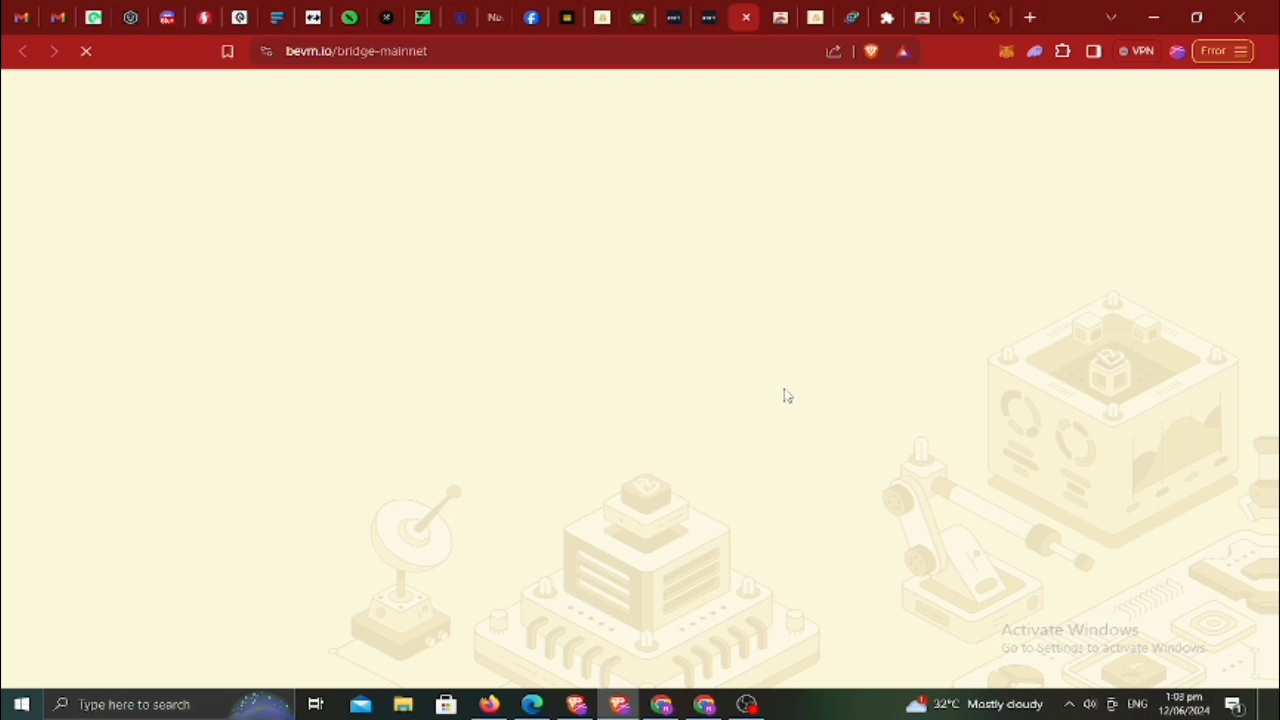 bevm.io/bridge-mainnet
VPN
Error
Activate Windows
Go to Settings to activate Windows.
Type here to search
32°C Mostly cloudy
ENG
1:03 pm
12/06/2024